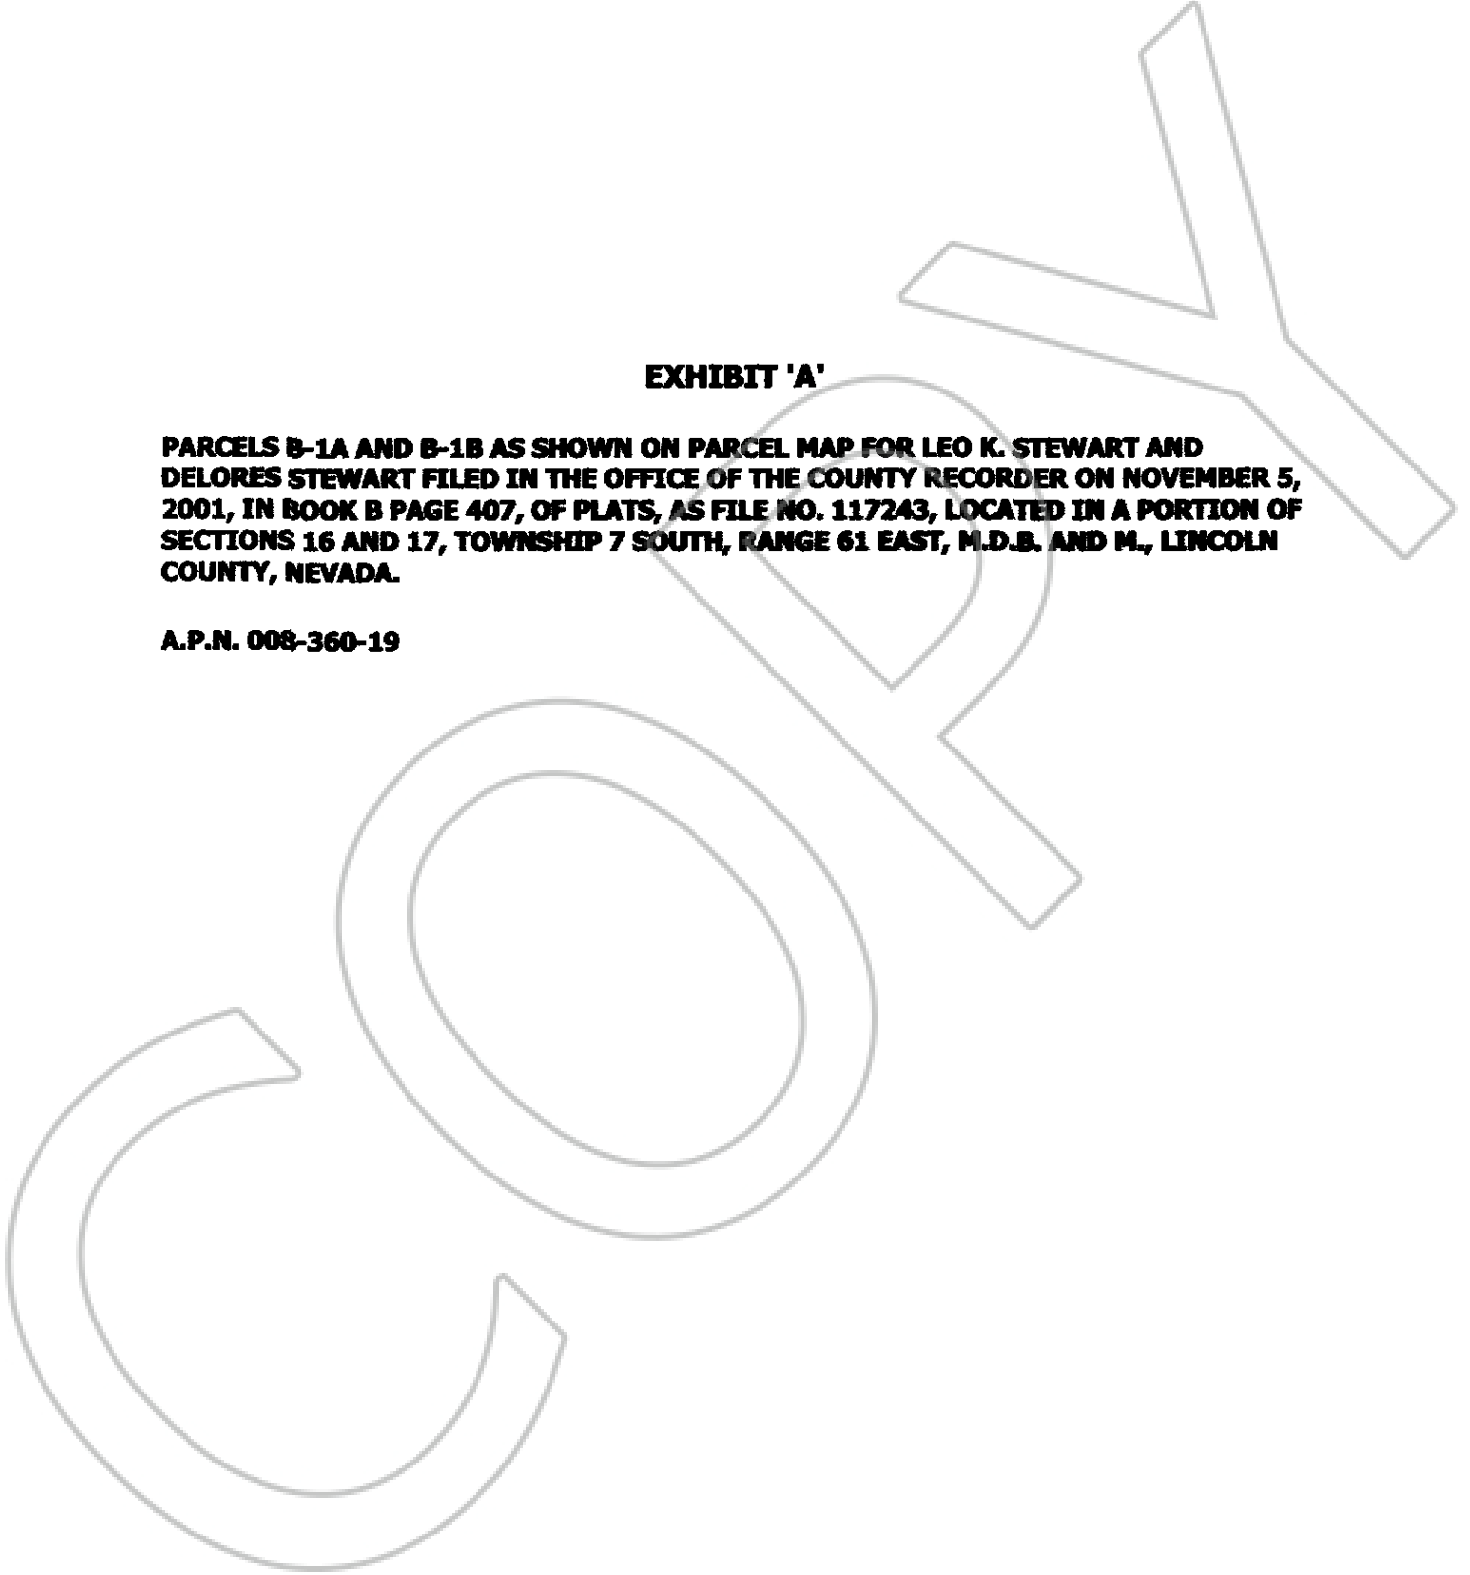 EXHIBIT 'A'
PARCELS B-1A AND B-1B AS SHOWN ON PARCEL MAP FOR LEO K. STEWART AND
DELORES STEWART FILED IN THE OFFICE OF THE COUNTY RECORDER ON NOVEMBER 5,
2001, IN BOOK B PAGE 407, OF PLATS, AS FILE NO. 117243, LOCATED IN A PORTION OF
SECTIONS 16 AND 17, TOWNSHIP 7 SOUTH, RANGE 61 EAST, M.D.B. AND M., LINCOLN
COUNTY, NEVADA.
A.P.N. 008-360-19
COPY